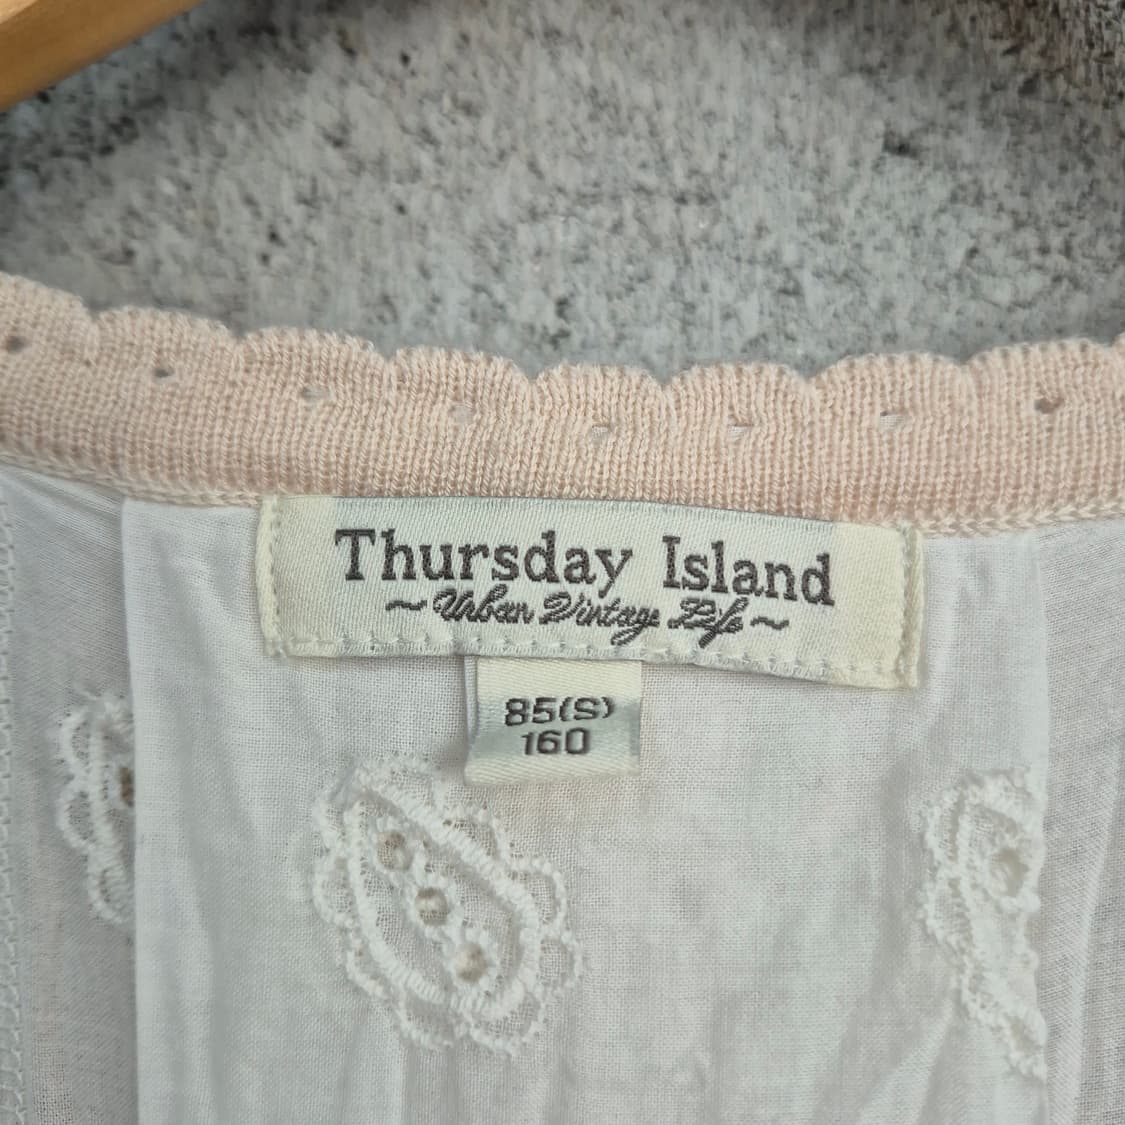 Thursday Island
~Urban Vintage Life~
85(S)
160